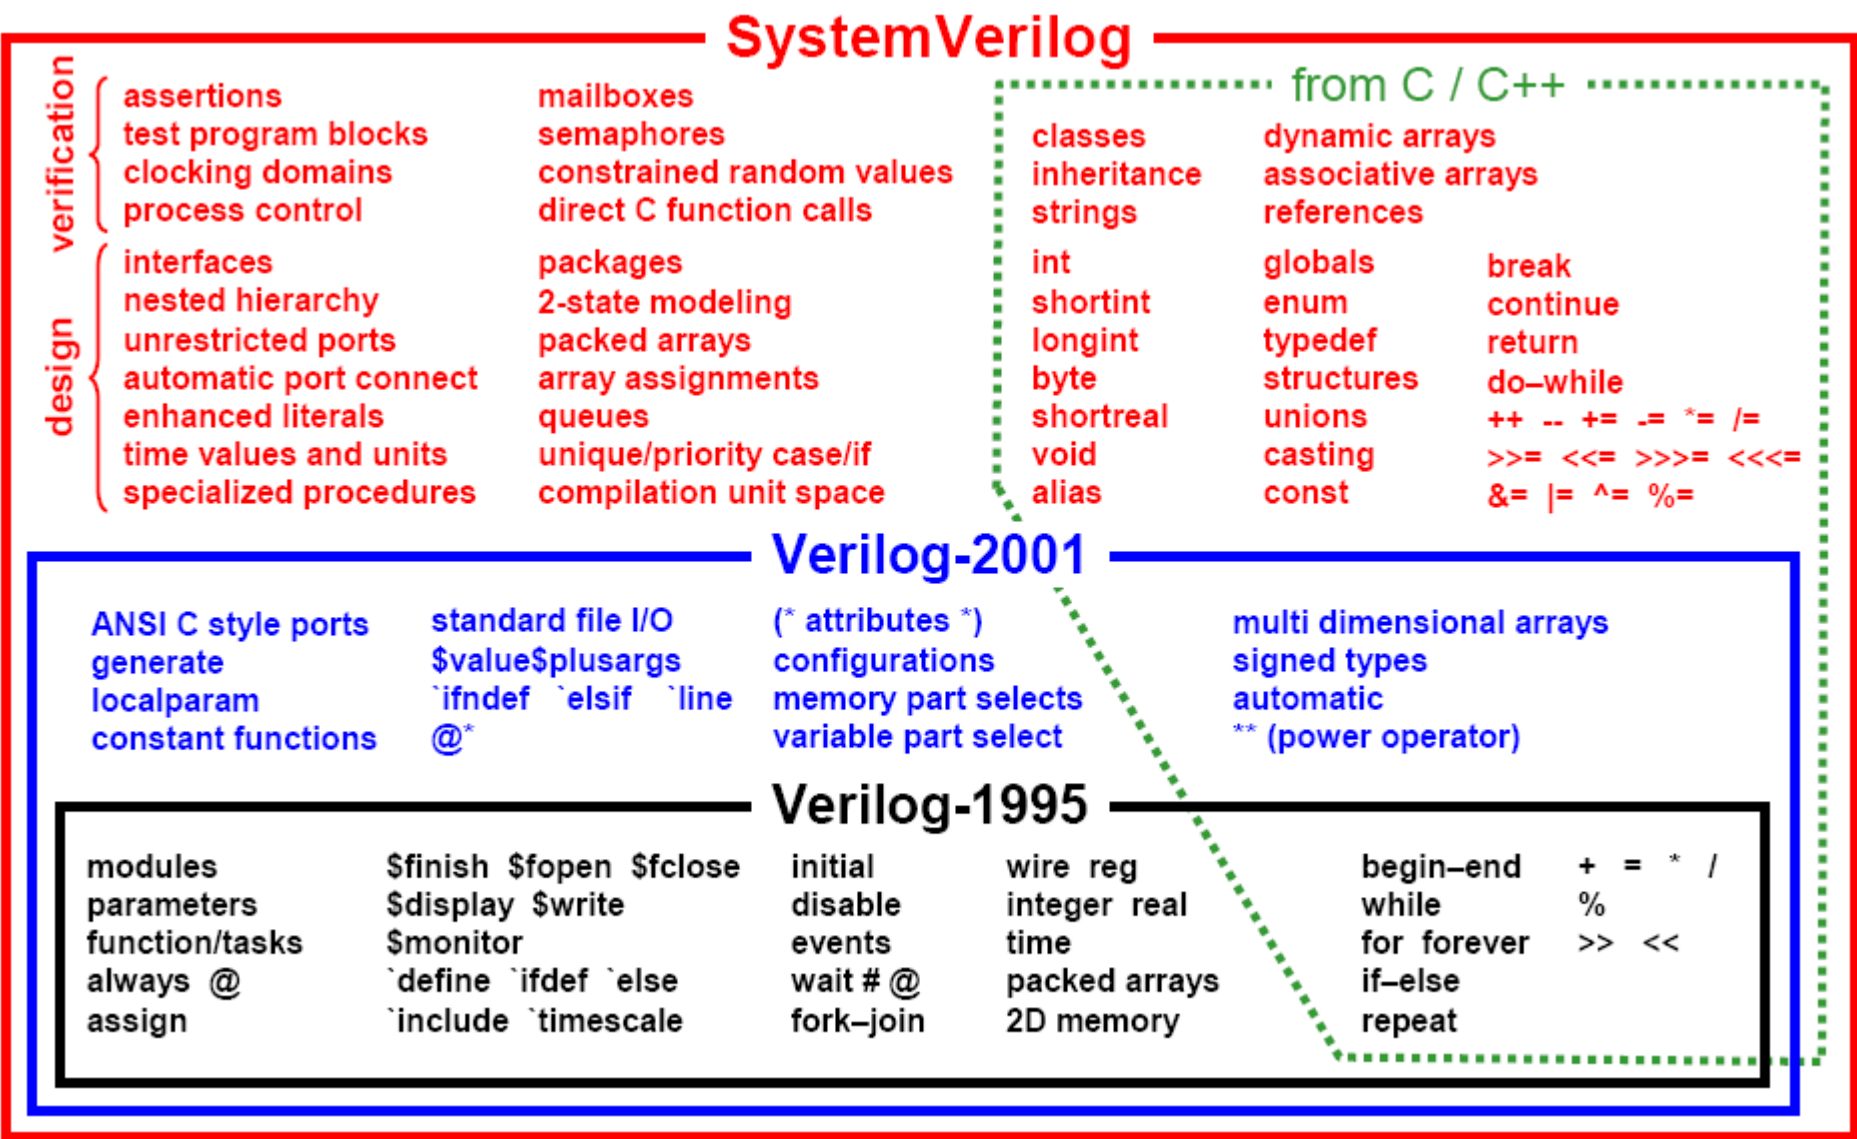 SystemVerilog
from C / C++
verification
assertions
test program blocks
clocking domains
process control
mailboxes
semaphores
constrained random values
direct C function calls
classes
inheritance
strings
dynamic arrays
associative arrays
references
design
interfaces
nested hierarchy
unrestricted ports
automatic port connect
enhanced literals
time values and units
specialized procedures
packages
2-state modeling
packed arrays
array assignments
queues
unique/priority case/if
compilation unit space
int
shortint
longint
byte
shortreal
void
alias
globals
enum
typedef
structures
unions
casting
const
break
continue
return
do–while
++ -- += -= *= /=
>>= <<= >>>= <<<=
&= |= ^= %=
Verilog-2001
ANSI C style ports
generate
localparam
constant functions
standard file I/O
$value$plusargs
`ifndef `elsif `line
@*
(* attributes *)
configurations
memory part selects
variable part select
multi dimensional arrays
signed types
automatic
** (power operator)
Verilog-1995
modules
parameters
function/tasks
always @
assign
$finish $fopen $fclose
$display $write
$monitor
`define `ifdef `else
`include `timescale
initial
disable
events
wait # @
fork–join
wire reg
integer real
time
packed arrays
2D memory
begin–end
while
for forever
if–else
repeat
+ = * /
%
>> <<